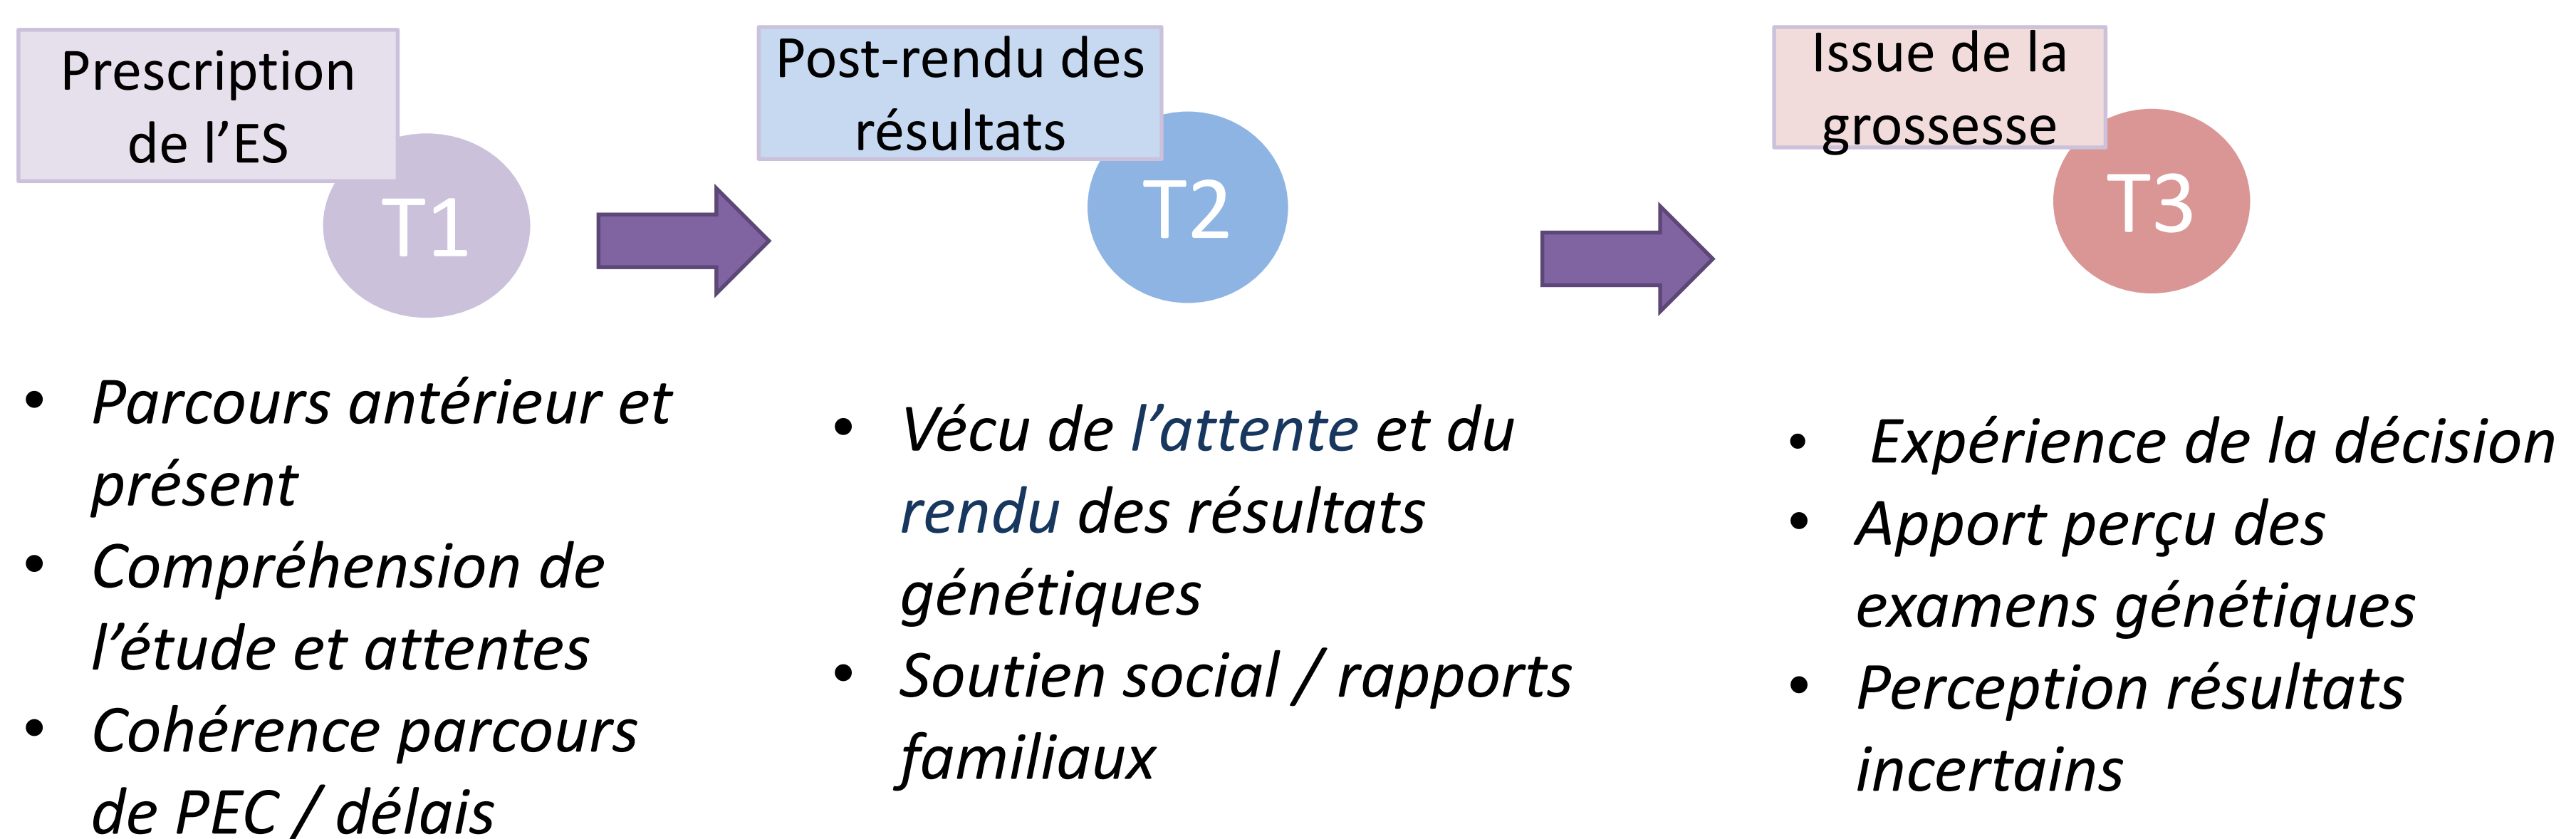 Prescription
de l’ES
T1
Post-rendu des
résultats
T2
Issue de la
grossesse
T3
• Parcours antérieur et
présent
• Compréhension de
l’étude et attentes
• Cohérence parcours
de PEC / délais
• Vécu de l’attente et du
rendu des résultats
génétiques
• Soutien social / rapports
familiaux
• Expérience de la décision
• Apport perçu des
examens génétiques
• Perception résultats
incertains